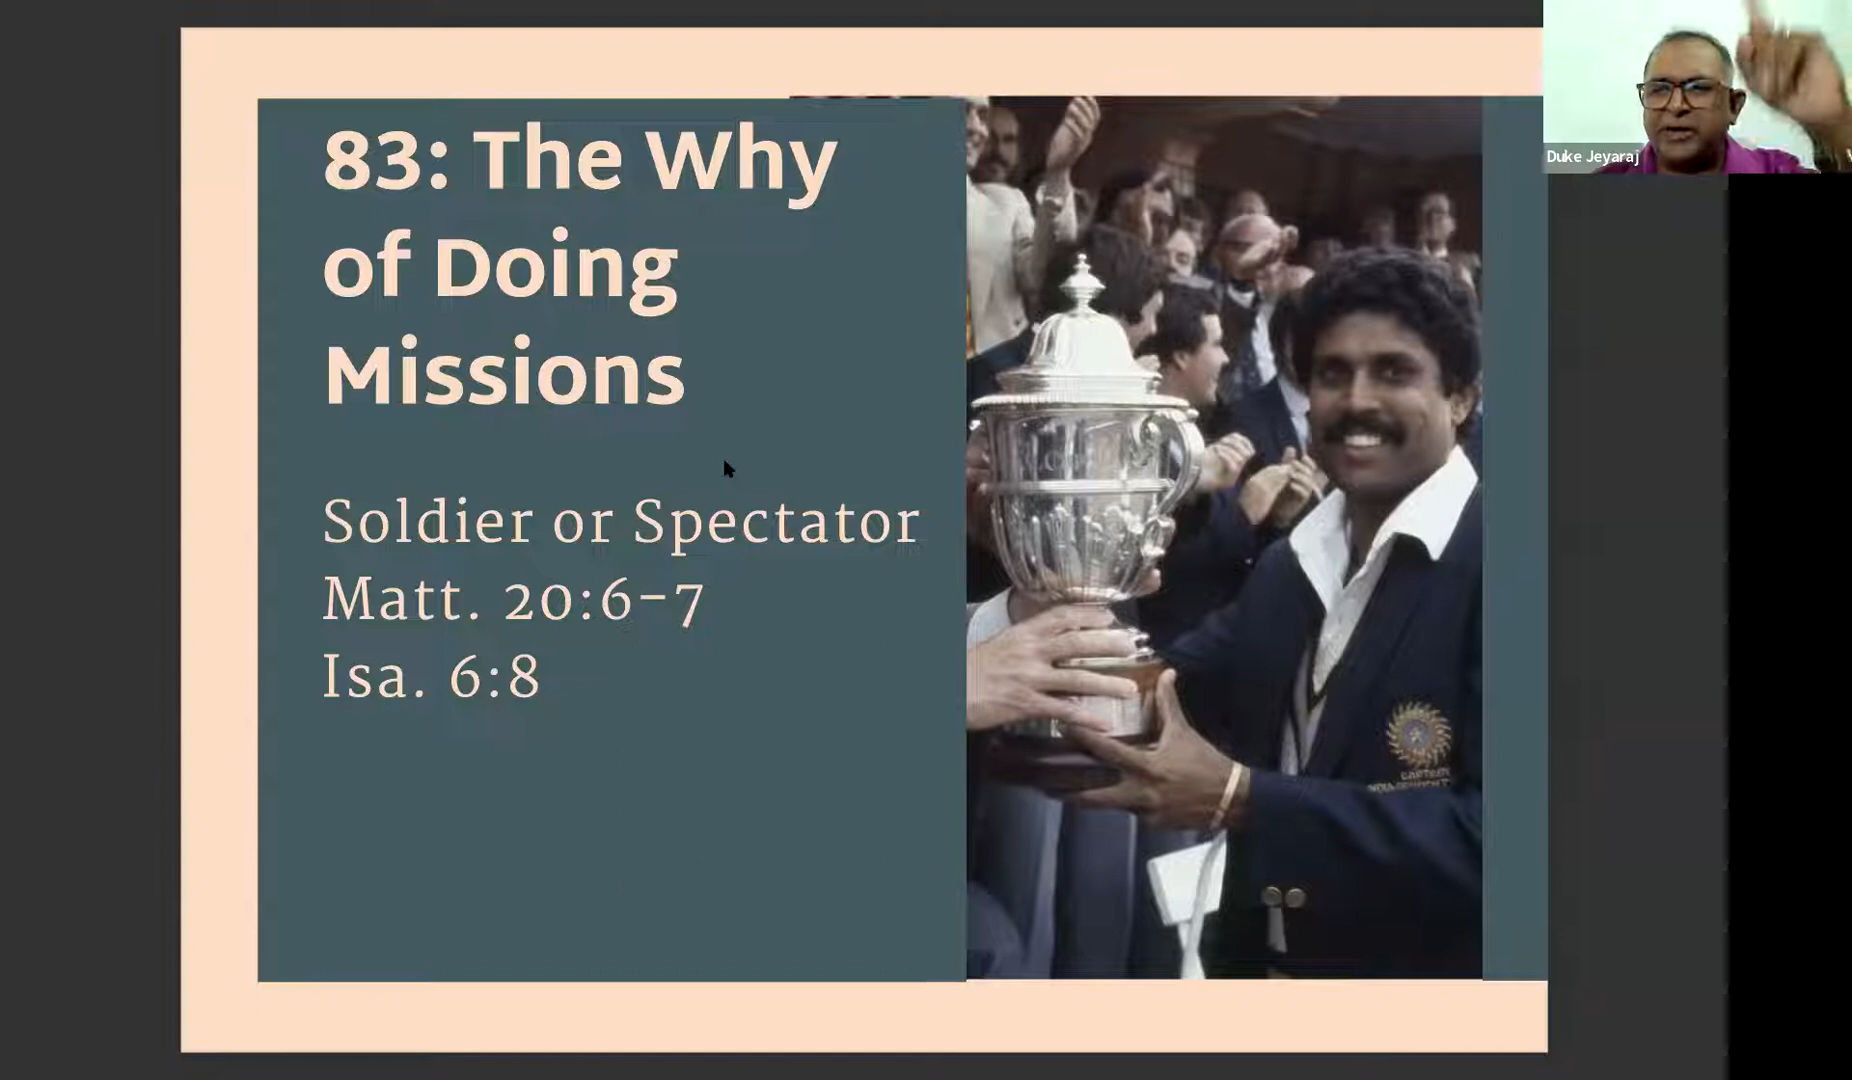 83: The Why
of Doing
Missions
Soldier or Spectator
Matt. 20:6-7
Isa. 6:8
Duke Jeyaraj